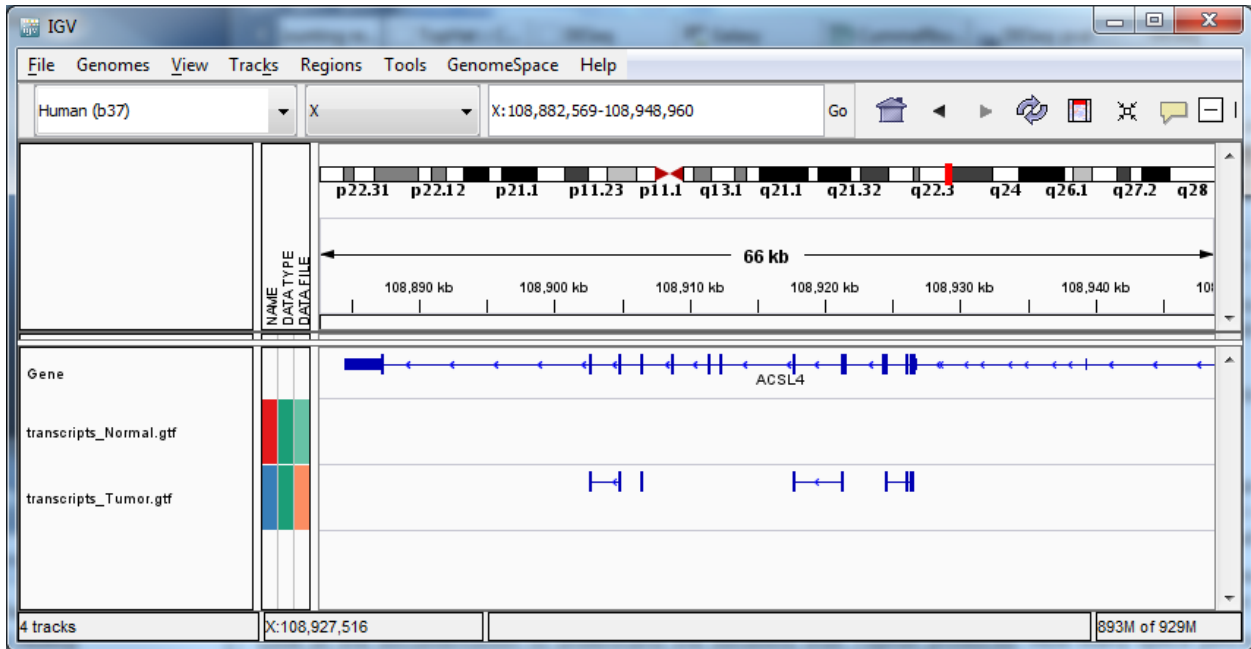 IGV
File Genomes View Tracks Regions Tools GenomeSpace Help
Human (b37) X X:108,882,569-108,948,960 Go
p22.31 p22.12 p21.1 p11.23 p11.1 q13.1 q21.1 q21.32 q22.3 q24 q26.1 q27.2 q28
NAME
DATA TYPE
DATA FILE
66 kb
108,890 kb 108,900 kb 108,910 kb 108,920 kb 108,930 kb 108,940 kb
Gene
ACSL4
transcripts_Normal.gtf
transcripts_Tumor.gtf
4 tracks X:108,927,516 893M of 929M